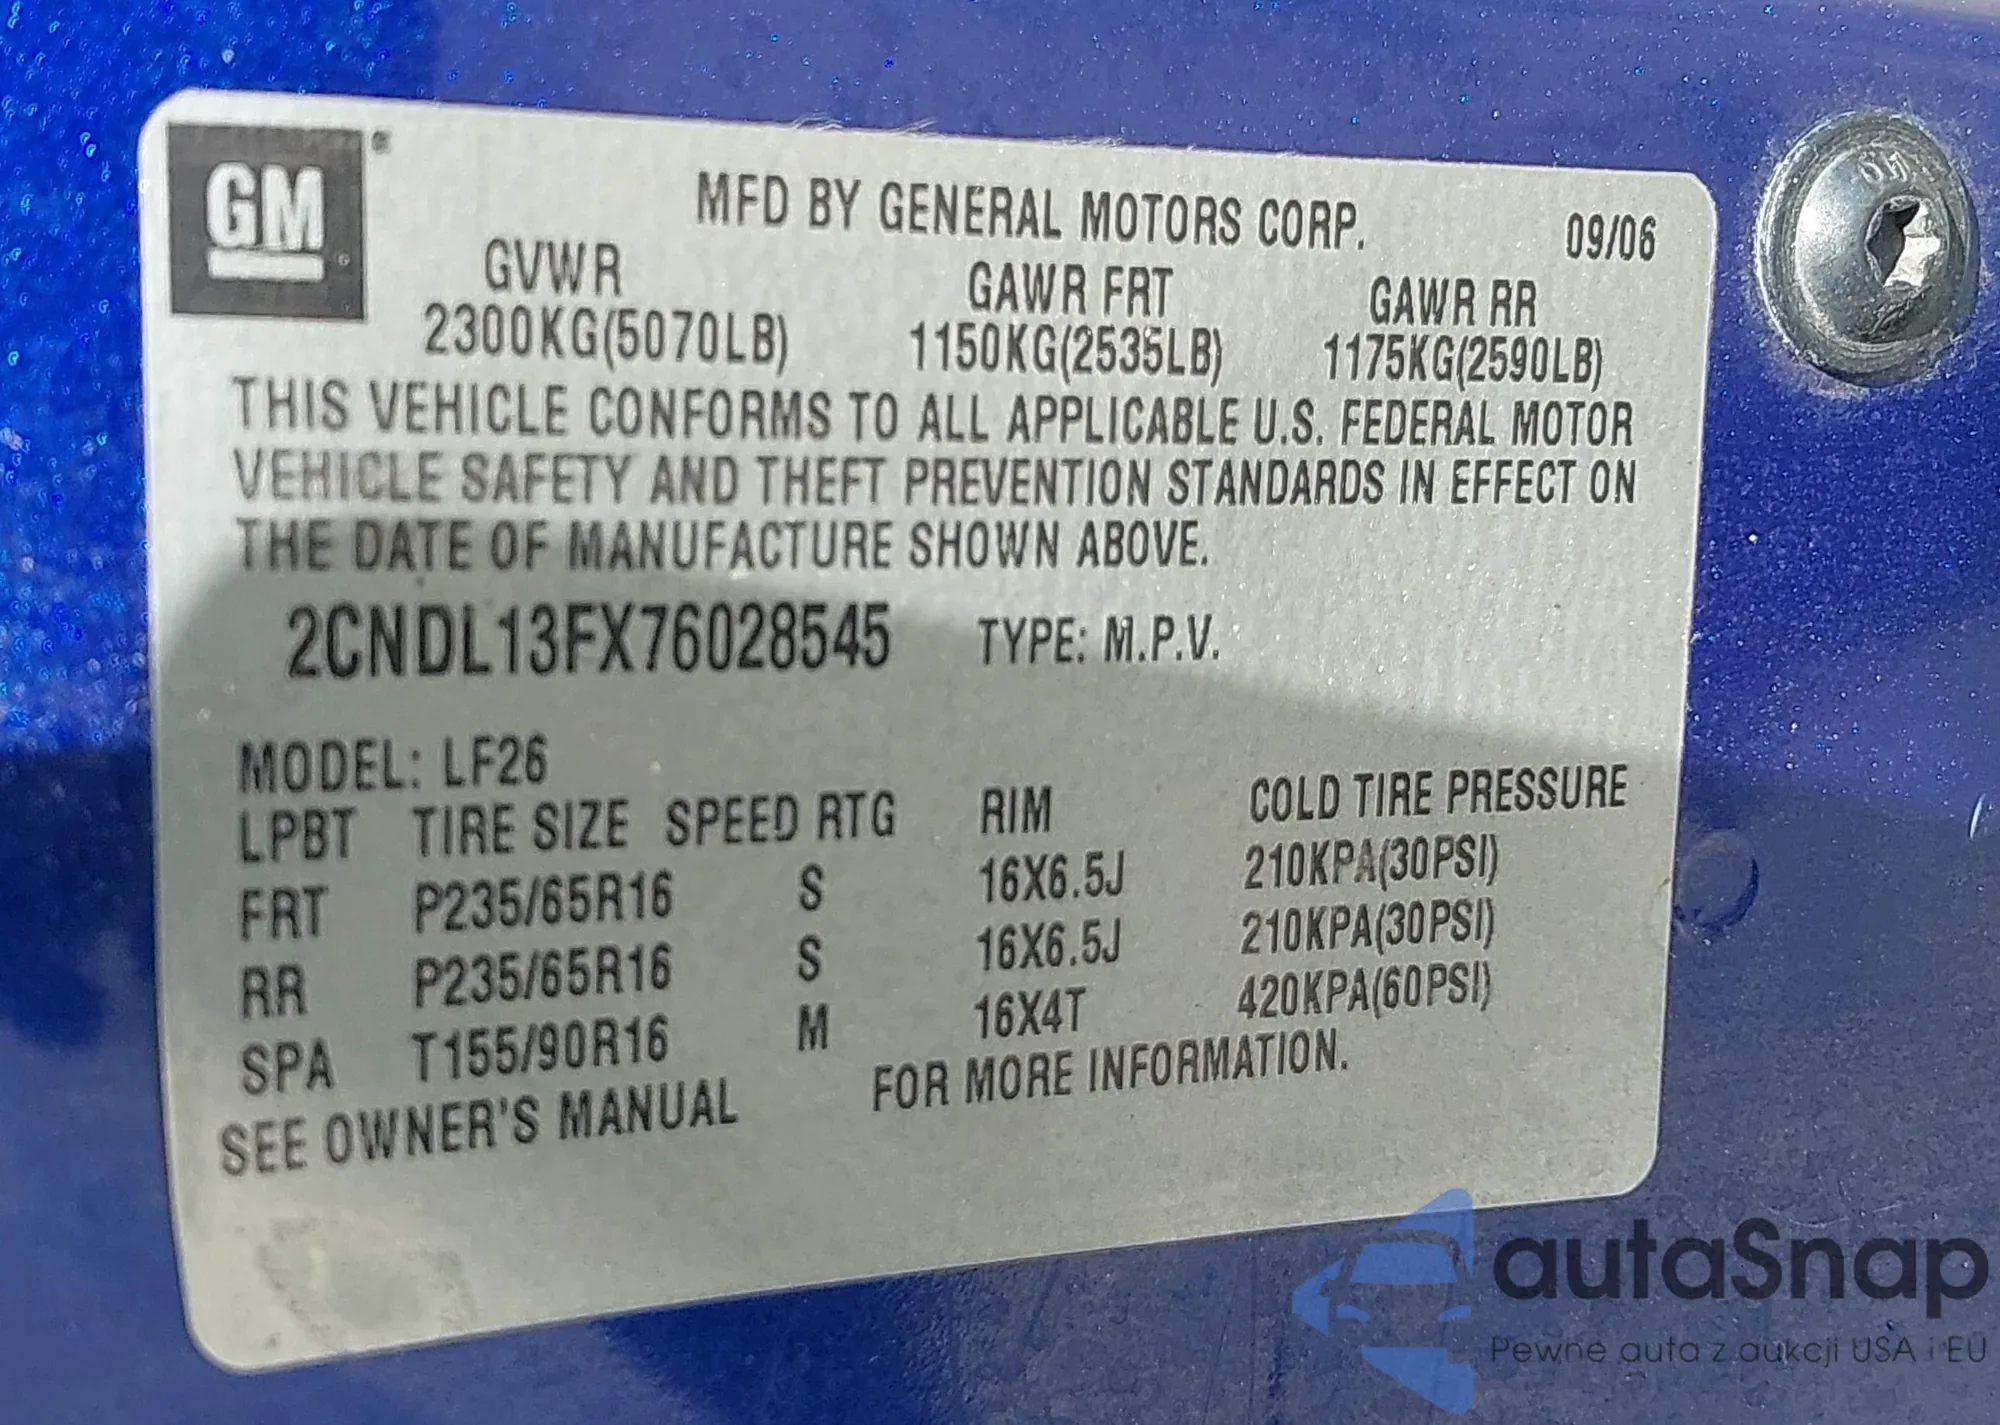 GM
MFD BY GENERAL MOTORS CORP. 09/06
GVWR GAWR FRT GAWR RR
2300KG(5070LB) 1150KG(2535LB) 1175KG(2590LB)
THIS VEHICLE CONFORMS TO ALL APPLICABLE U.S. FEDERAL MOTOR
VEHICLE SAFETY AND THEFT PREVENTION STANDARDS IN EFFECT ON
THE DATE OF MANUFACTURE SHOWN ABOVE.
2CNDL13FX76028545 TYPE: M.P.V.
MODEL: LF26
LPBT TIRE SIZE SPEED RTG RIM COLD TIRE PRESSURE
FRT P235/65R16 S 16X6.5J 210KPA(30PSI)
RR P235/65R16 S 16X6.5J 210KPA(30PSI)
SPA T155/90R16 M 16X4T 420KPA(60PSI)
SEE OWNER'S MANUAL FOR MORE INFORMATION.
autaSnap
Pewne auta z aukcji USA i EU